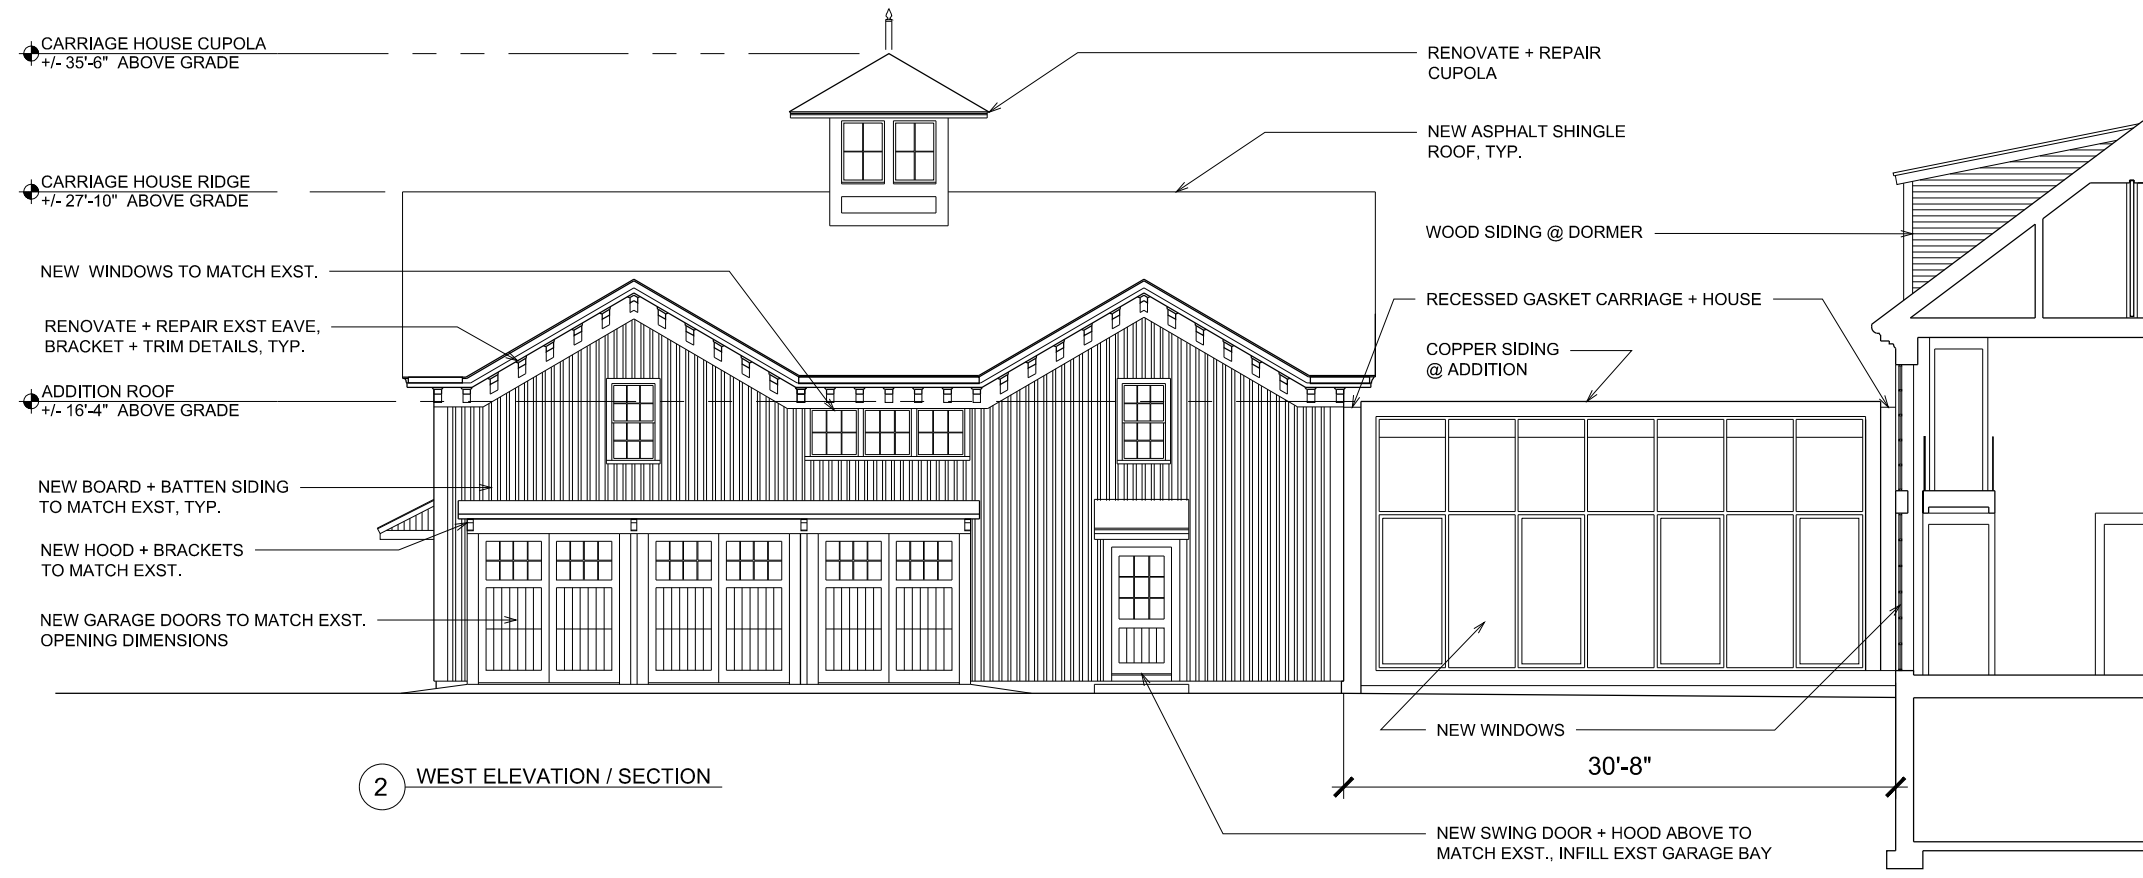 CARRIAGE HOUSE CUPOLA
+/- 35'-6" ABOVE GRADE
CARRIAGE HOUSE RIDGE
+/- 27'-10" ABOVE GRADE
NEW WINDOWS TO MATCH EXST.
RENOVATE + REPAIR EXST EAVE,
BRACKET + TRIM DETAILS, TYP.
ADDITION ROOF
+/- 16'-4" ABOVE GRADE
NEW BOARD + BATTEN SIDING
TO MATCH EXST, TYP.
NEW HOOD + BRACKETS
TO MATCH EXST.
NEW GARAGE DOORS TO MATCH EXST.
OPENING DIMENSIONS
RENOVATE + REPAIR
CUPOLA
NEW ASPHALT SHINGLE
ROOF, TYP.
WOOD SIDING @ DORMER
RECESSED GASKET CARRIAGE + HOUSE
COPPER SIDING
@ ADDITION
NEW WINDOWS
30'-8"
NEW SWING DOOR + HOOD ABOVE TO
MATCH EXST., INFILL EXST GARAGE BAY
2 WEST ELEVATION / SECTION